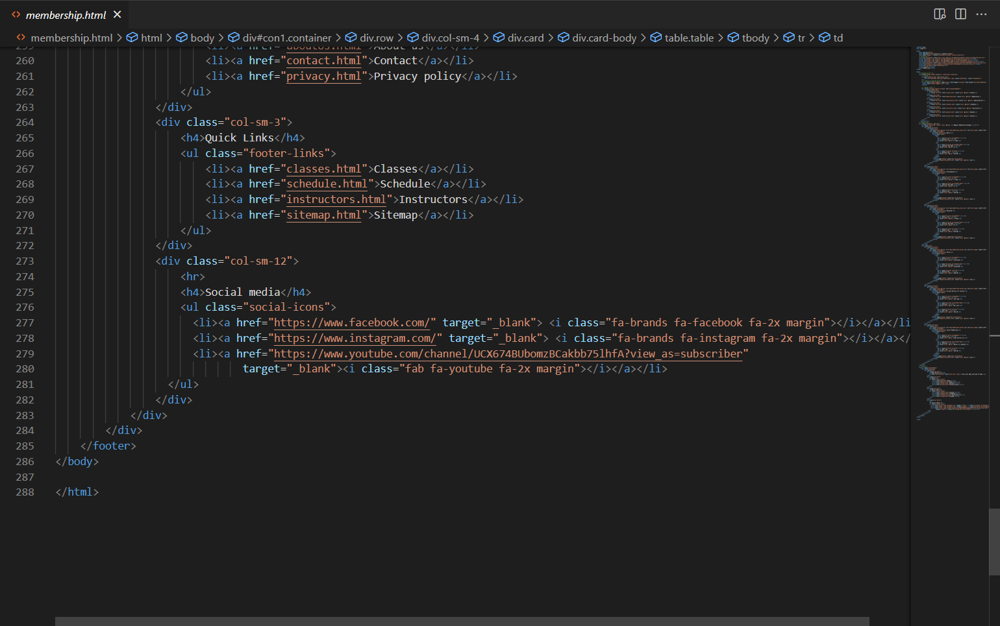 membership.html
membership.html > html > body > div#con1.container > div.row > div.col-sm-4 > div.card > div.card-body > table.table > tbody > tr > td
259 <li><a href="aboutus.html">About us</a></li>
260 <li><a href="contact.html">Contact</a></li>
261 <li><a href="privacy.html">Privacy policy</a></li>
262 </ul>
263 </div>
264 <div class="col-sm-3">
265 <h4>Quick Links</h4>
266 <ul class="footer-links">
267 <li><a href="classes.html">Classes</a></li>
268 <li><a href="schedule.html">Schedule</a></li>
269 <li><a href="instructors.html">Instructors</a></li>
270 <li><a href="sitemap.html">Sitemap</a></li>
271 </ul>
272 </div>
273 <div class="col-sm-12">
274 <hr>
275 <h4>Social media</h4>
276 <ul class="social-icons">
277 <li><a href="https://www.facebook.com/" target="_blank"> <i class="fa-brands fa-facebook fa-2x margin"></i></a></li
278 <li><a href="https://www.instagram.com/" target="_blank"> <i class="fa-brands fa-instagram fa-2x margin"></i></a></
279 <li><a href="https://www.youtube.com/channel/UCX674BUbomzBCakbb75lhfA?view_as=subscriber"
280 target="_blank"><i class="fab fa-youtube fa-2x margin"></i></a></li>
281 </ul>
282 </div>
283 </div>
284 </div>
285 </footer>
286 </body>
287
288 </html>